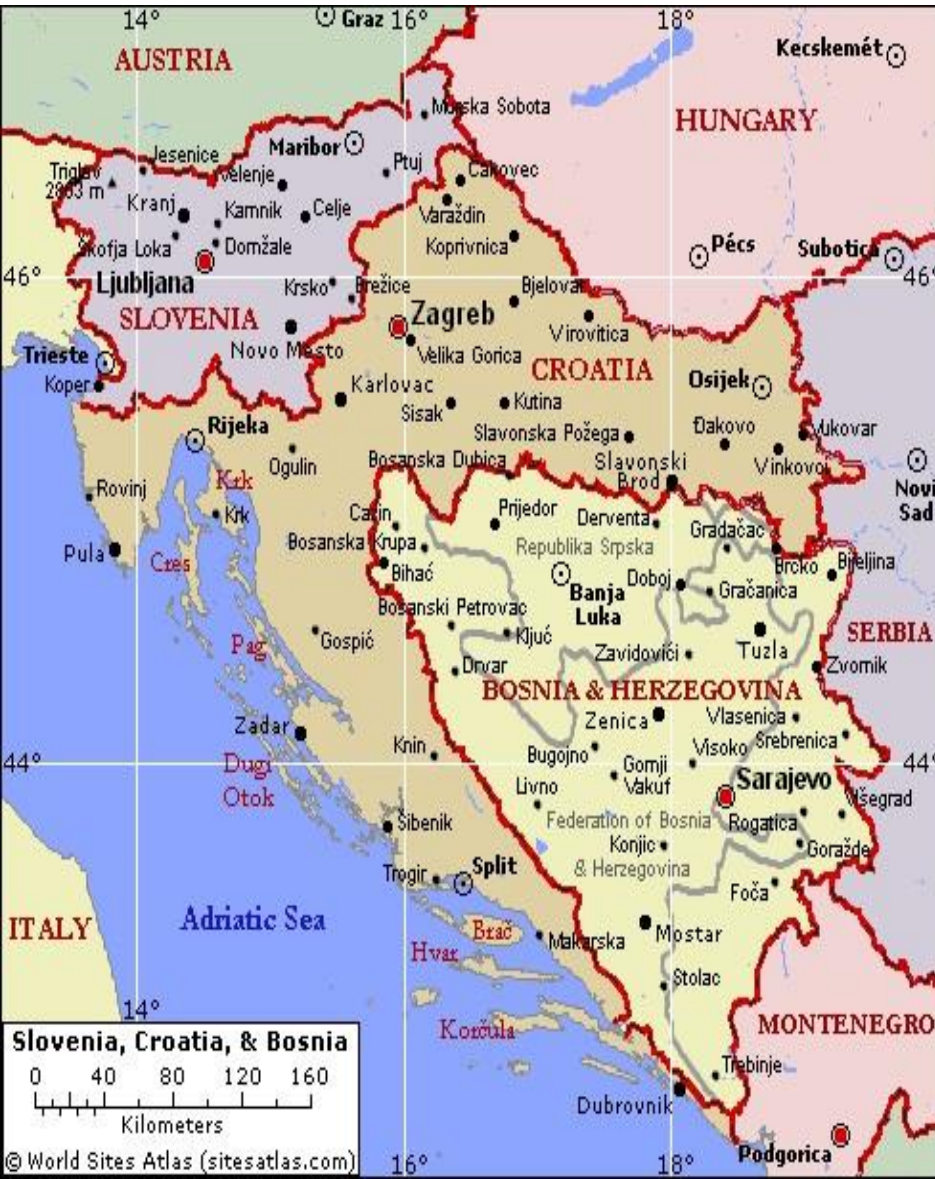 14°
16°
18°
Graz
AUSTRIA
Kecskemét
Murska Sobota
HUNGARY
Maribor
Jesenice
Ptuj
Triglav
2863 m
Velenje
Cakovec
Kranj
Kamnik
Celje
Varaždin
Škofja Loka
Domžale
Koprivnica
Pécs
Subotica
46°
Ljubljana
Krsko
Brežice
Bjelovar
46°
SLOVENIA
Zagreb
Virovitica
Novo Mesto
Velika Gorica
Trieste
CROATIA
Koper
Karlovac
Osijek
Sisak
Kutina
Rijeka
Slavonska Požega
Đakovo
Vukovar
Ogulin
Bosanska Dubica
Slavonski
Brod
Vinkovci
Krk
Novi
Sad
Rovinj
Krk
Cazin
Prijedor
Derventa
Gradačac
Pula
Bosanska Krupa
Republika Srpska
Cres
Bihać
Banja
Luka
Doboj
Brcko
Bijeljina
Gračanica
Bosanski Petrovac
Gospić
Ključ
Tuzla
SERBIA
Pag
Drvar
Zavidovići
Zvornik
BOSNIA & HERZEGOVINA
Zadar
Zenica
Vlasenica
Knin
Bugojno
Visoko
Srebrenica
44°
Dugi
Otok
Gornji
Vakuf
44°
Livno
Sarajevo
Višegrad
Šibenik
Federation of Bosnia
& Herzegovina
Rogatica
Konjic
Goražde
Trogir
Split
Foča
ITALY
Adriatic Sea
Brač
Makarska
Mostar
Hvar
Stolac
14°
Korčula
MONTENEGRO
Slovenia, Croatia, & Bosnia
0 40 80 120 160
Kilometers
© World Sites Atlas (sitesatlas.com)
Trebinje
Dubrovnik
Podgorica
16°
18°